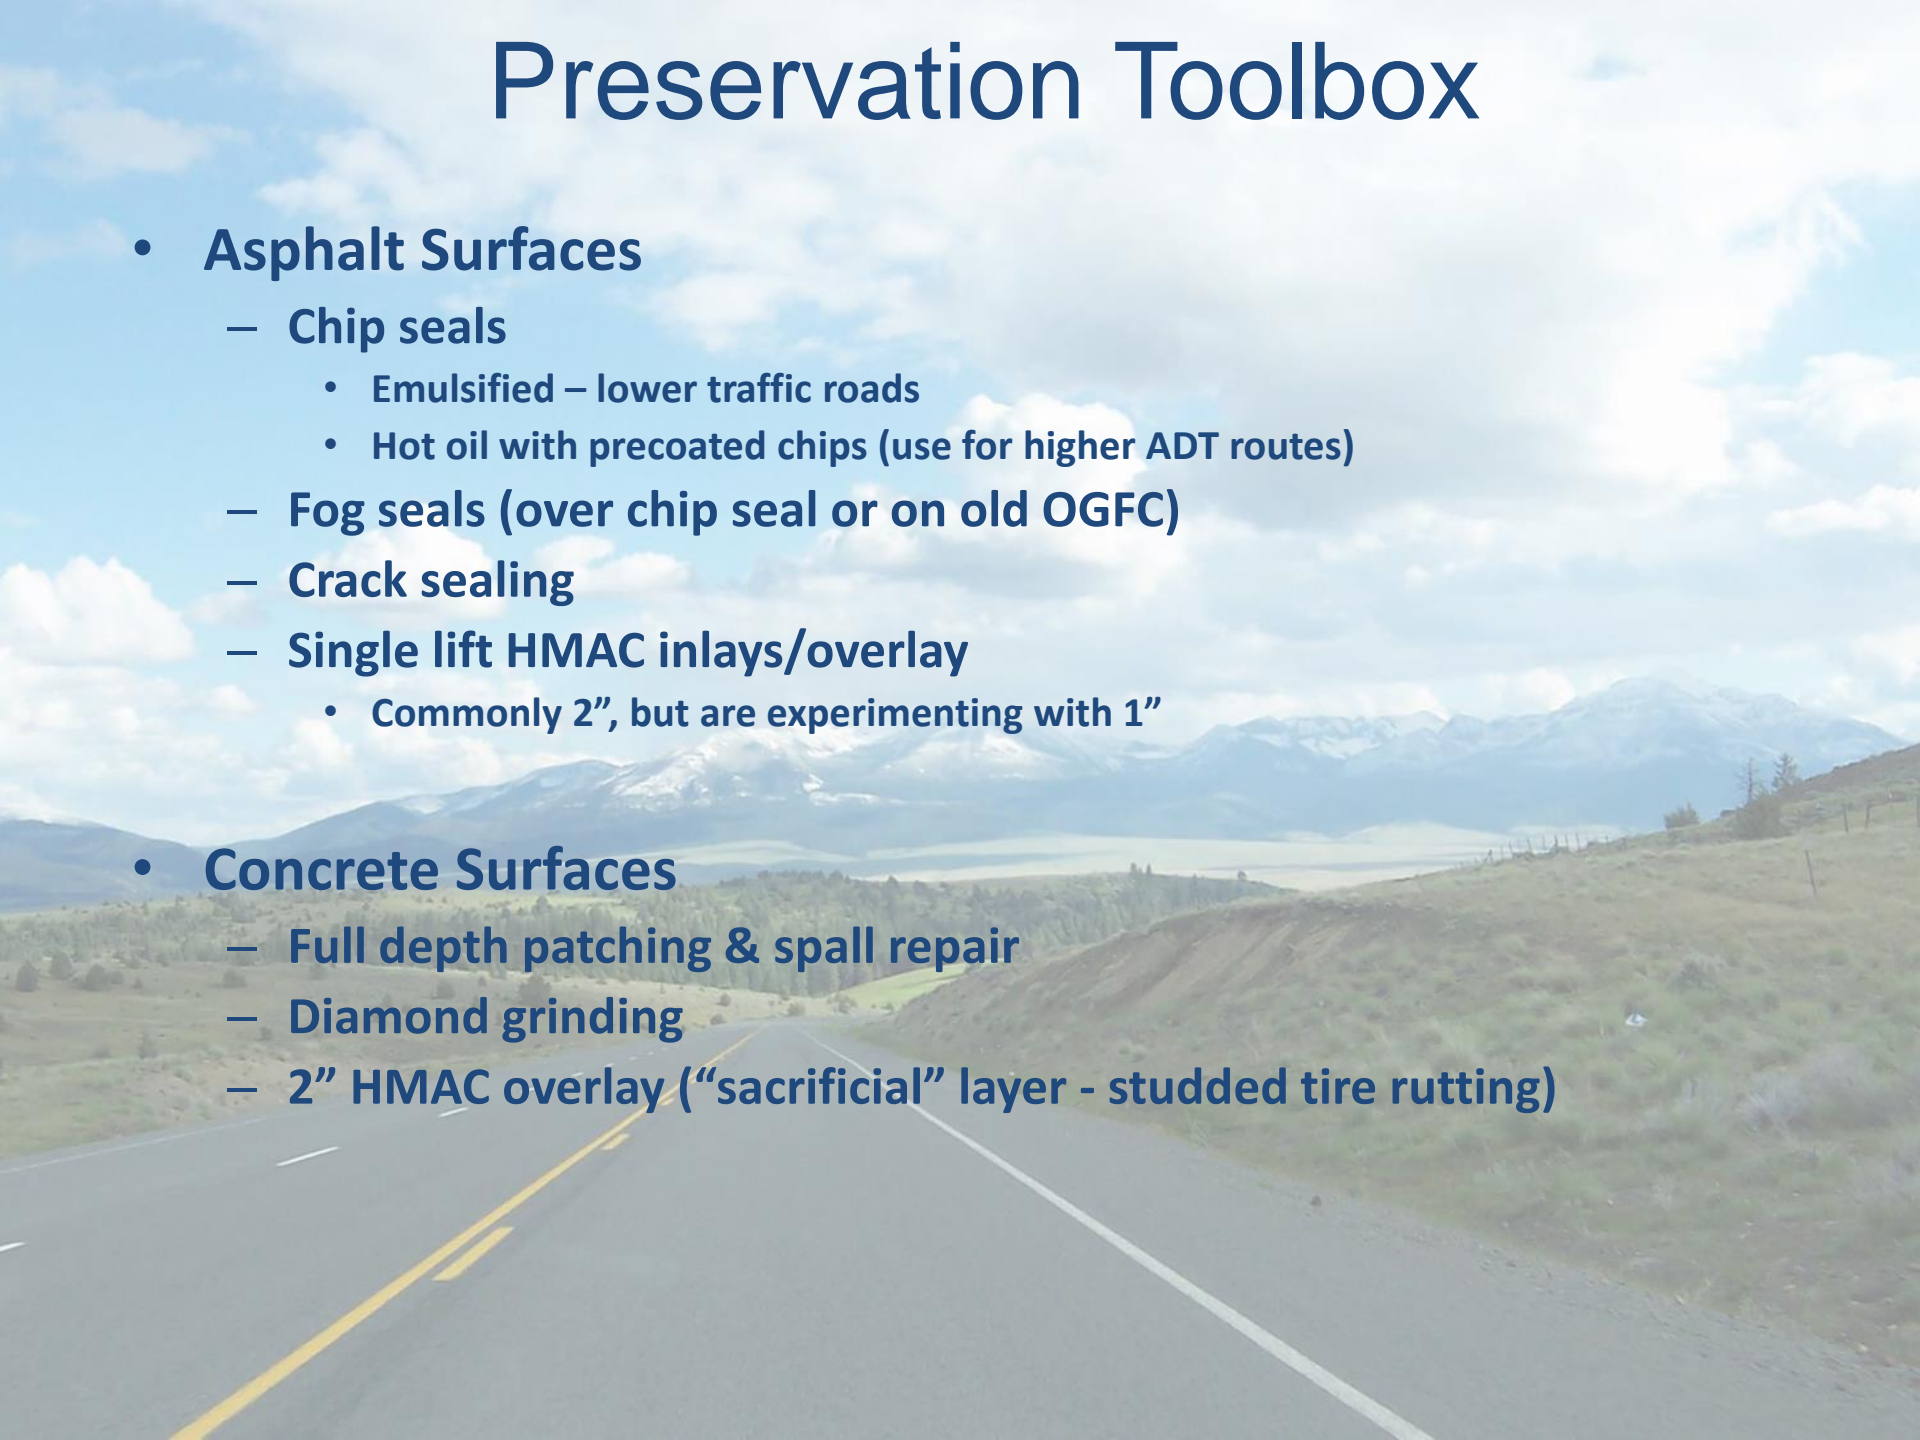 Preservation Toolbox
• Asphalt Surfaces
– Chip seals
• Emulsified – lower traffic roads
• Hot oil with precoated chips (use for higher ADT routes)
– Fog seals (over chip seal or on old OGFC)
– Crack sealing
– Single lift HMAC inlays/overlay
• Commonly 2”, but are experimenting with 1”
• Concrete Surfaces
– Full depth patching & spall repair
– Diamond grinding
– 2” HMAC overlay (“sacrificial” layer - studded tire rutting)